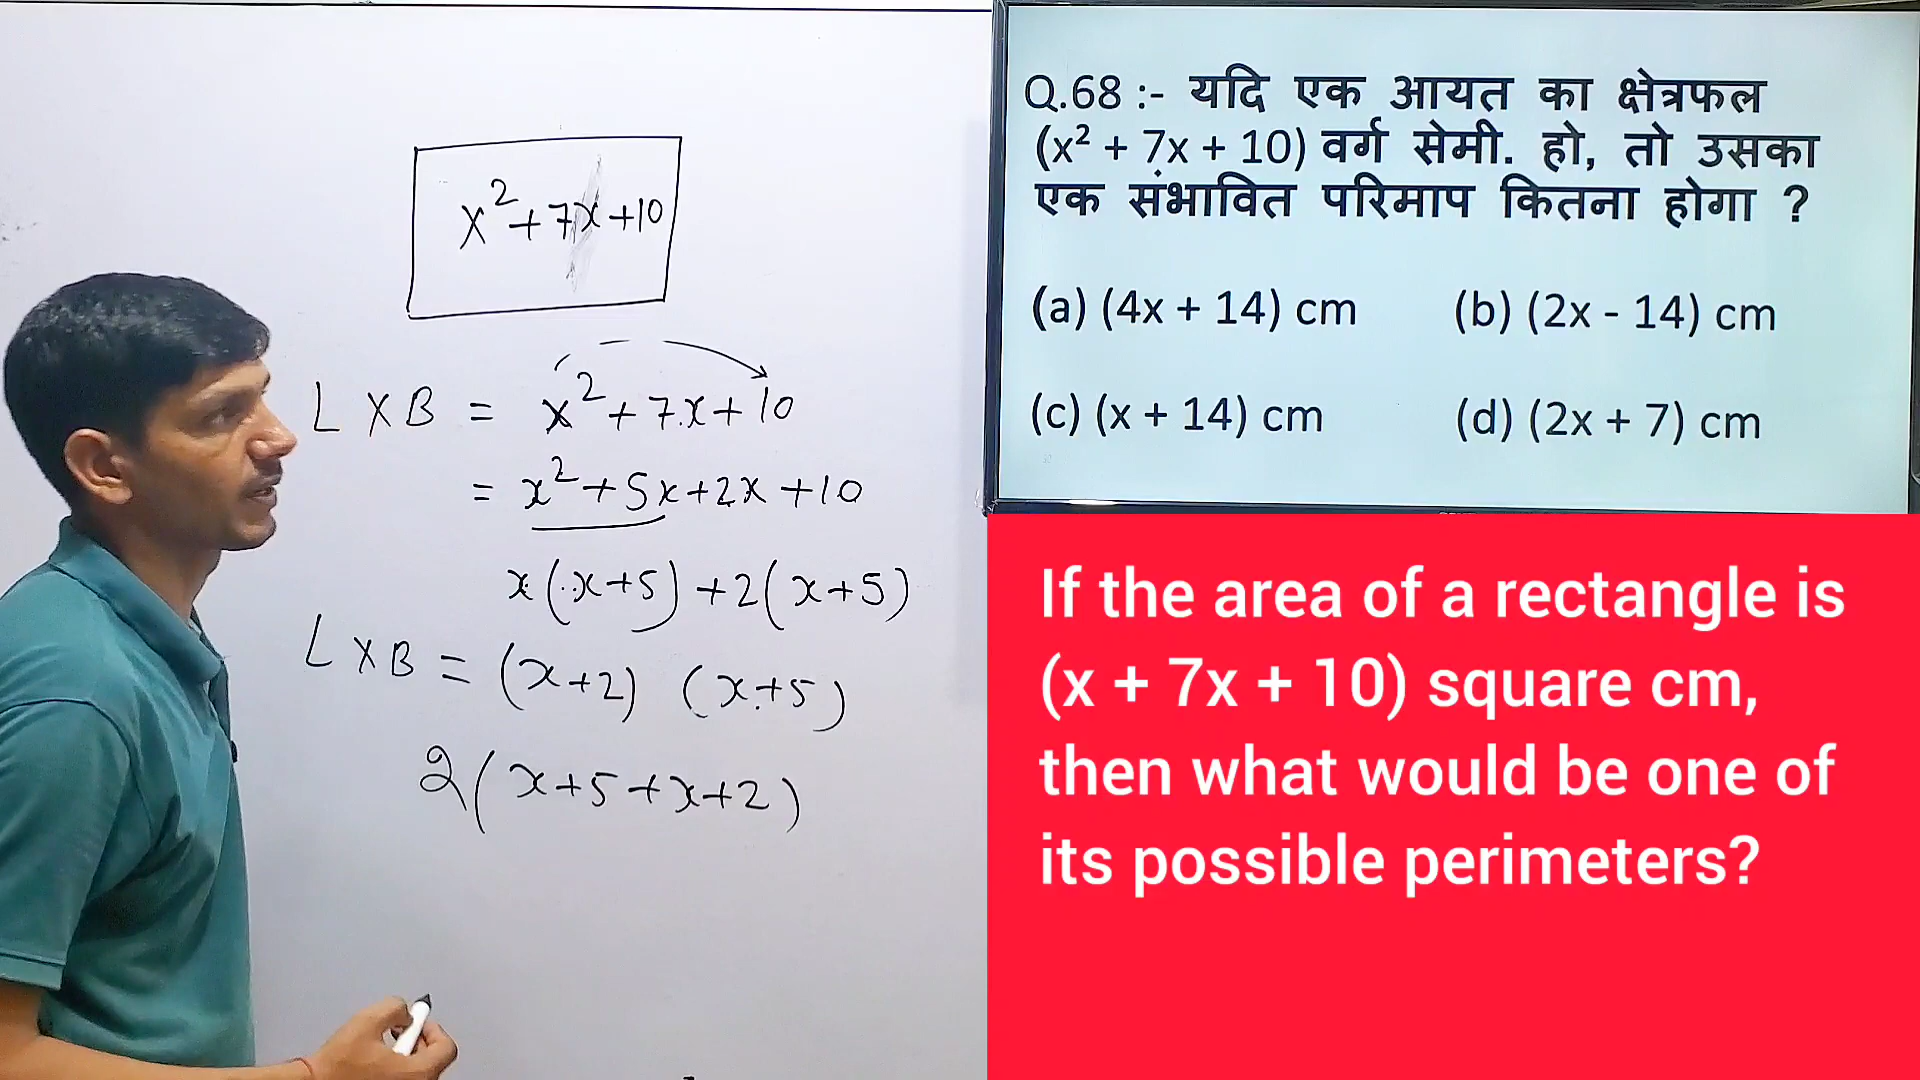 x² + 7x + 10
L X B = x² + 7x + 10
= x² + 5x + 2x + 10
x(x+5) + 2(x+5)
L X B = (x+2) (x+5)
2(x+5+x+2)
Q.68 :- यदि एक आयत का क्षेत्रफल
(x² + 7x + 10) वर्ग सेमी. हो, तो उसका
एक संभावित परिमाप कितना होगा ?
(a) (4x + 14) cm (b) (2x - 14) cm
(c) (x + 14) cm (d) (2x + 7) cm
If the area of a rectangle is
(x + 7x + 10) square cm,
then what would be one of
its possible perimeters?